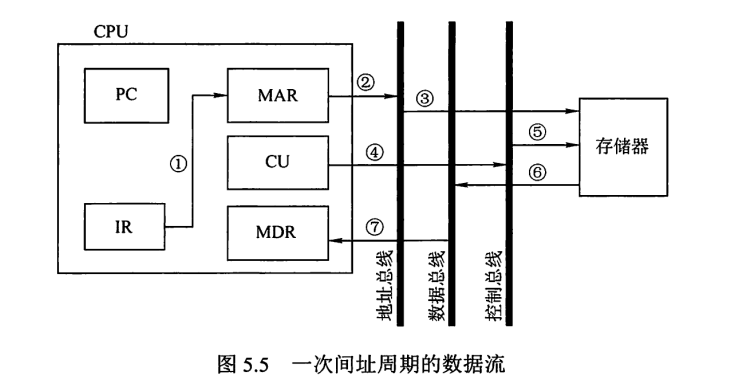 CPU
PC
MAR
②
③
①
CU
④
⑤
存储器
⑥
IR
MDR
⑦
地址总线
数据总线
控制总线
图 5.5 一次间址周期的数据流